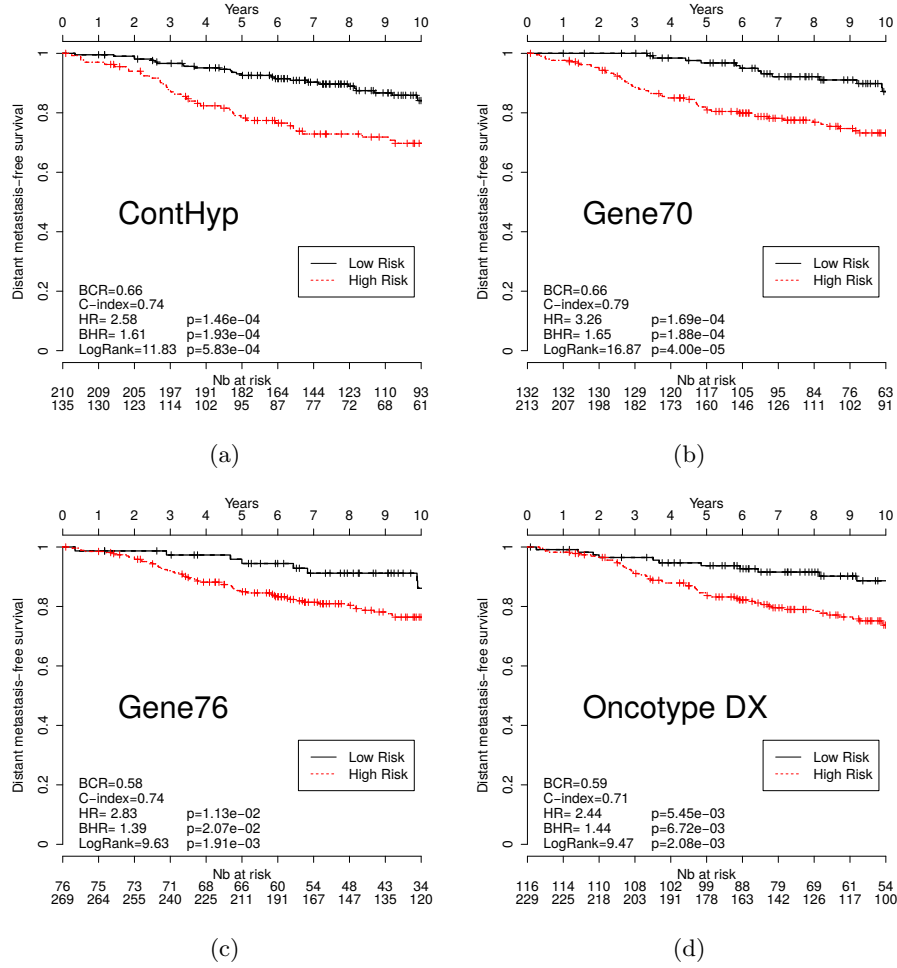 Years
0 1 2 3 4 5 6 7 8 9 10
Distant metastasis−free survival
1
0.8
0.6
0.4
0.2
0
ContHyp
Low Risk
High Risk
BCR=0.66
C−index=0.74
HR= 2.58 p=1.46e−04
BHR= 1.61 p=1.93e−04
LogRank=11.83 p=5.83e−04
Nb at risk
210 209 205 197 191 182 164 144 123 110 93
135 130 123 114 102 95 87 77 72 68 61
(a)
Years
0 1 2 3 4 5 6 7 8 9 10
Distant metastasis−free survival
1
0.8
0.6
0.4
0.2
0
Gene70
Low Risk
High Risk
BCR=0.66
C−index=0.79
HR= 3.26 p=1.69e−04
BHR= 1.65 p=1.88e−04
LogRank=16.87 p=4.00e−05
Nb at risk
132 132 130 129 120 117 105 95 84 76 63
213 207 198 182 173 160 146 126 111 102 91
(b)
Years
0 1 2 3 4 5 6 7 8 9 10
Distant metastasis−free survival
1
0.8
0.6
0.4
0.2
0
Gene76
Low Risk
High Risk
BCR=0.58
C−index=0.74
HR= 2.83 p=1.13e−02
BHR= 1.39 p=2.07e−02
LogRank=9.63 p=1.91e−03
Nb at risk
76 75 73 71 68 66 60 54 48 43 34
269 264 255 240 225 211 191 167 147 135 120
(c)
Years
0 1 2 3 4 5 6 7 8 9 10
Distant metastasis−free survival
1
0.8
0.6
0.4
0.2
0
Oncotype DX
Low Risk
High Risk
BCR=0.59
C−index=0.71
HR= 2.44 p=5.45e−03
BHR= 1.44 p=6.72e−03
LogRank=9.47 p=2.08e−03
Nb at risk
116 114 110 108 102 99 88 79 69 61 54
229 225 218 203 191 178 163 142 126 117 100
(d)